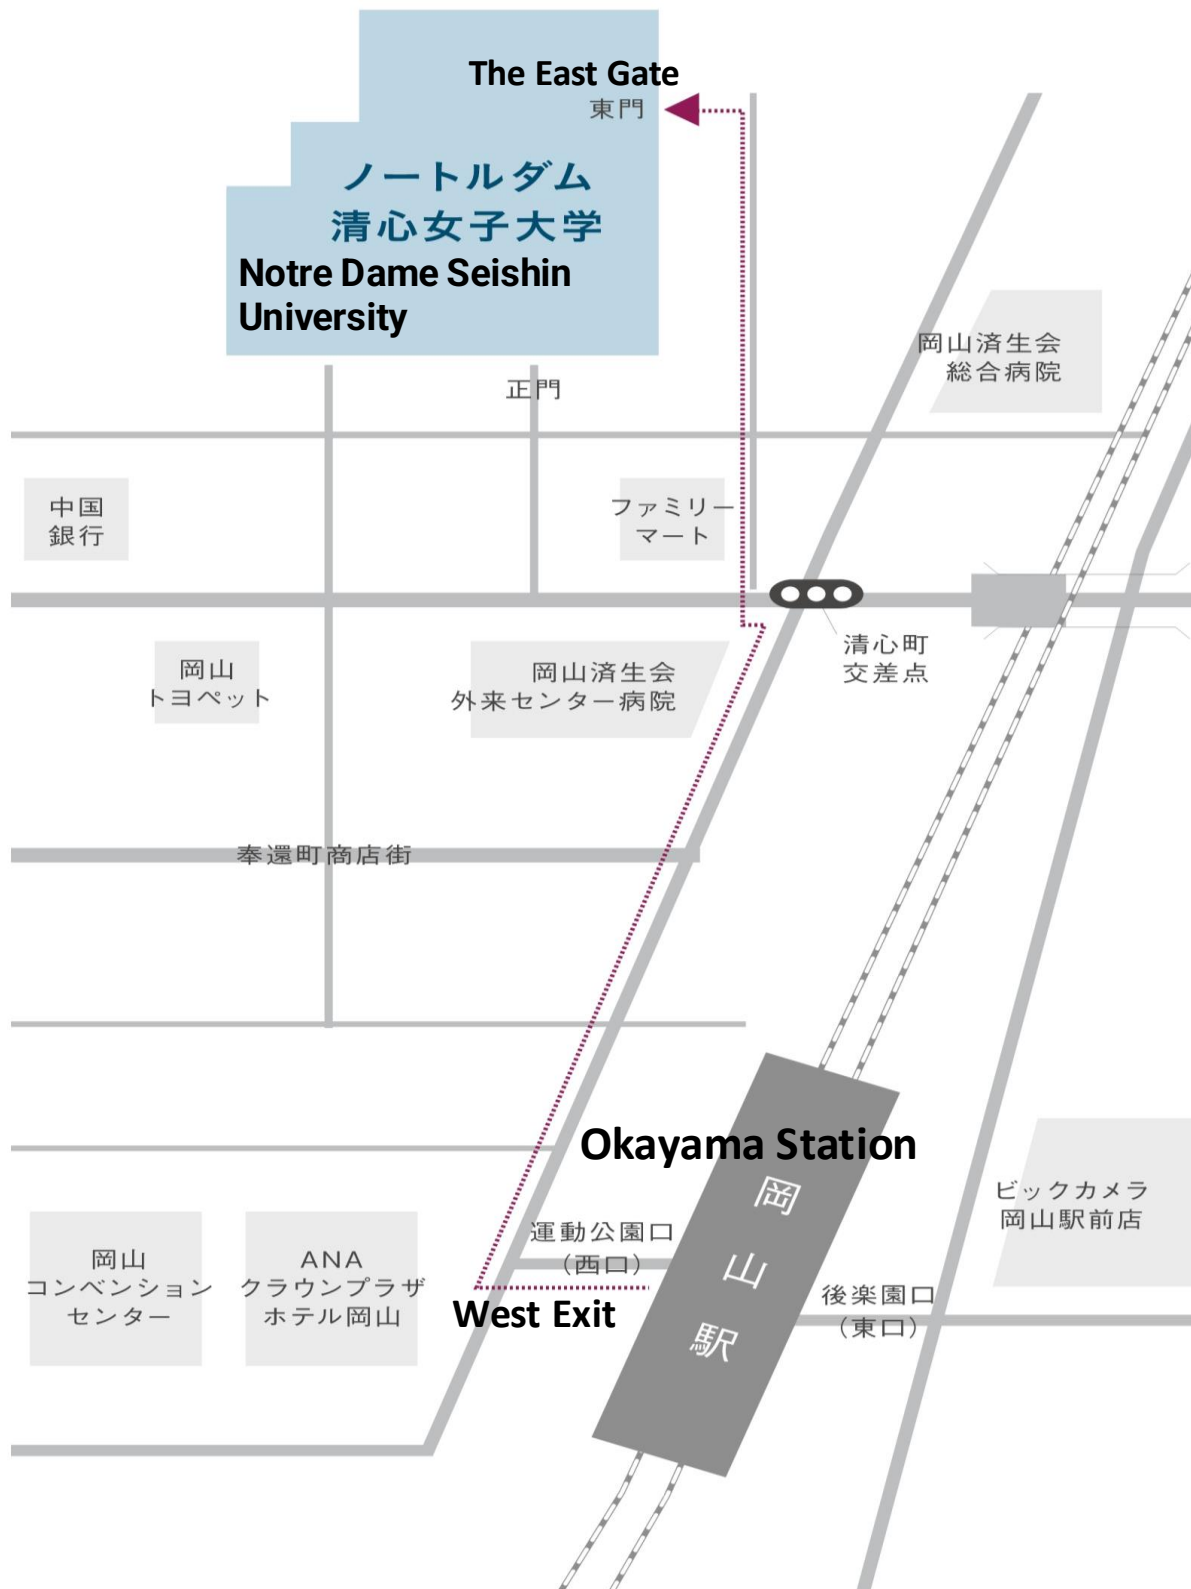 The East Gate
東門
ノートルダム
清心女子大学
Notre Dame Seishin
University
岡山済生会
総合病院
正門
中国
銀行
ファミリー
マート
清心町
交差点
岡山
トヨペット
岡山済生会
外来センター病院
奉還町商店街
Okayama Station
岡山駅
ビックカメラ
岡山駅前店
運動公園口
(西口)
West Exit
岡山
コンベンション
センター
ANA
クラウンプラザ
ホテル岡山
後楽園口
(東口)